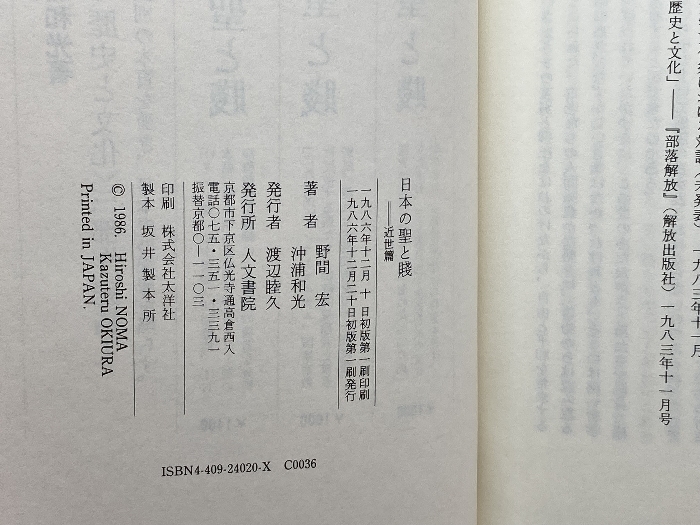 歴史と文化」――『部落解放』（解放出版社）一九八三年十一月号
日本の聖と賤
――近世篇
一九八六年十二月 十 日初版第一刷印刷
一九八六年十二月二十日初版第一刷発行
著 者 野間 宏
沖浦和光
発行者 渡辺睦久
発行所 人文書院
京都市下京区仏光寺通高倉西入
電話〇七五・三五一・三三九一
振替京都〇―一一〇三
印刷 株式会社太洋社
製本 坂井製本所
© 1986. Hiroshi NOMA
Kazuteru OKIURA
Printed in JAPAN.
ISBN4-409-24020-X C0036